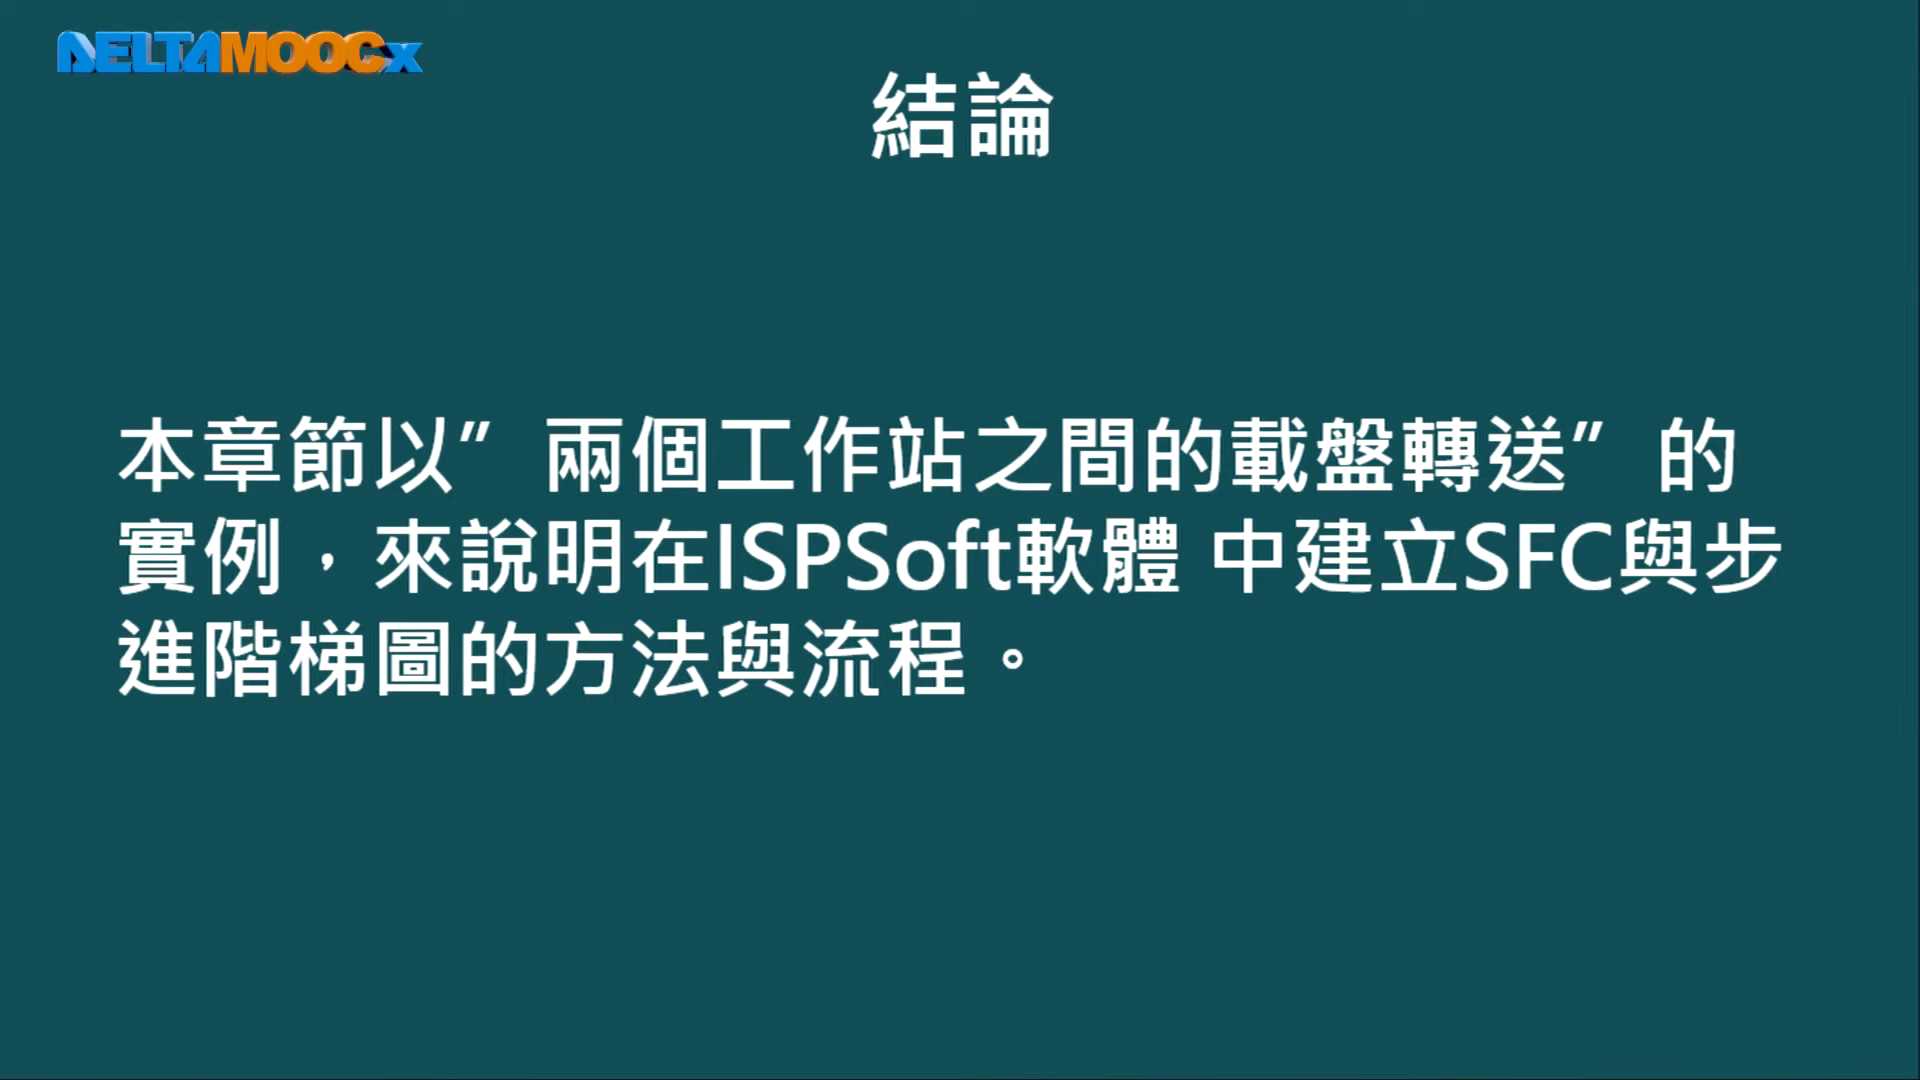 DELTAMOOCx
結論
本章節以”兩個工作站之間的載盤轉送”的
實例，來說明在ISPSoft軟體 中建立SFC與步
進階梯圖的方法與流程。